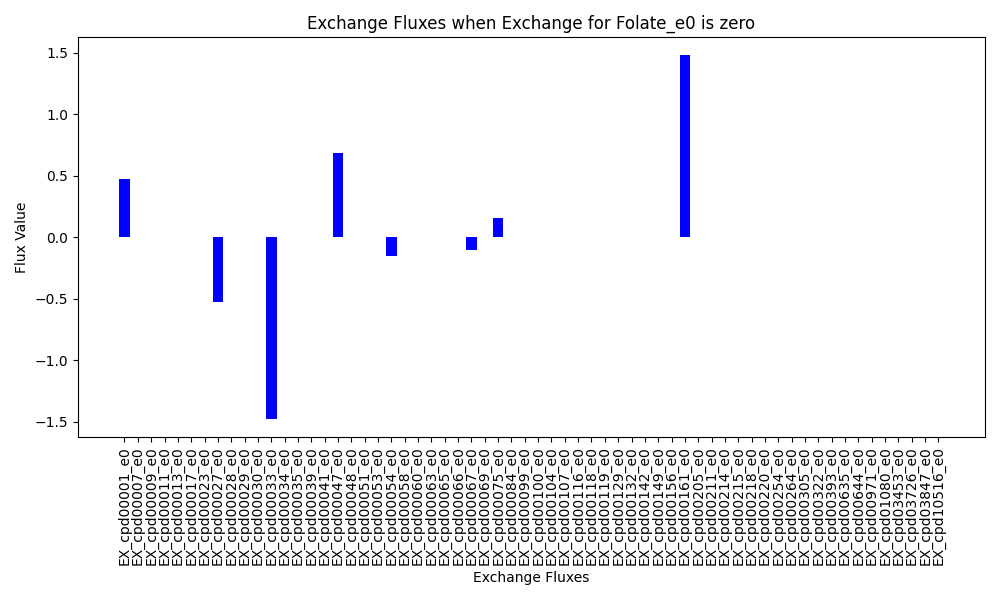 Exchange Fluxes when Exchange for Folate_e0 is zero
1.5
1.0
0.5
0.0
−0.5
−1.0
−1.5
Flux Value
EX_cpd00001_e0
EX_cpd00007_e0
EX_cpd00009_e0
EX_cpd00011_e0
EX_cpd00013_e0
EX_cpd00017_e0
EX_cpd00023_e0
EX_cpd00027_e0
EX_cpd00028_e0
EX_cpd00029_e0
EX_cpd00030_e0
EX_cpd00033_e0
EX_cpd00034_e0
EX_cpd00035_e0
EX_cpd00039_e0
EX_cpd00041_e0
EX_cpd00047_e0
EX_cpd00048_e0
EX_cpd00051_e0
EX_cpd00053_e0
EX_cpd00054_e0
EX_cpd00058_e0
EX_cpd00060_e0
EX_cpd00063_e0
EX_cpd00065_e0
EX_cpd00066_e0
EX_cpd00067_e0
EX_cpd00069_e0
EX_cpd00075_e0
EX_cpd00084_e0
EX_cpd00099_e0
EX_cpd00100_e0
EX_cpd00104_e0
EX_cpd00107_e0
EX_cpd00116_e0
EX_cpd00118_e0
EX_cpd00119_e0
EX_cpd00129_e0
EX_cpd00132_e0
EX_cpd00142_e0
EX_cpd00149_e0
EX_cpd00156_e0
EX_cpd00161_e0
EX_cpd00205_e0
EX_cpd00211_e0
EX_cpd00214_e0
EX_cpd00215_e0
EX_cpd00218_e0
EX_cpd00220_e0
EX_cpd00254_e0
EX_cpd00264_e0
EX_cpd00305_e0
EX_cpd00322_e0
EX_cpd00393_e0
EX_cpd00635_e0
EX_cpd00644_e0
EX_cpd00971_e0
EX_cpd01080_e0
EX_cpd03453_e0
EX_cpd03726_e0
EX_cpd03847_e0
EX_cpd10516_e0
Exchange Fluxes